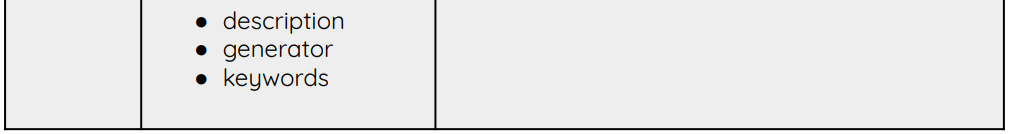 ● description
● generator
● keywords